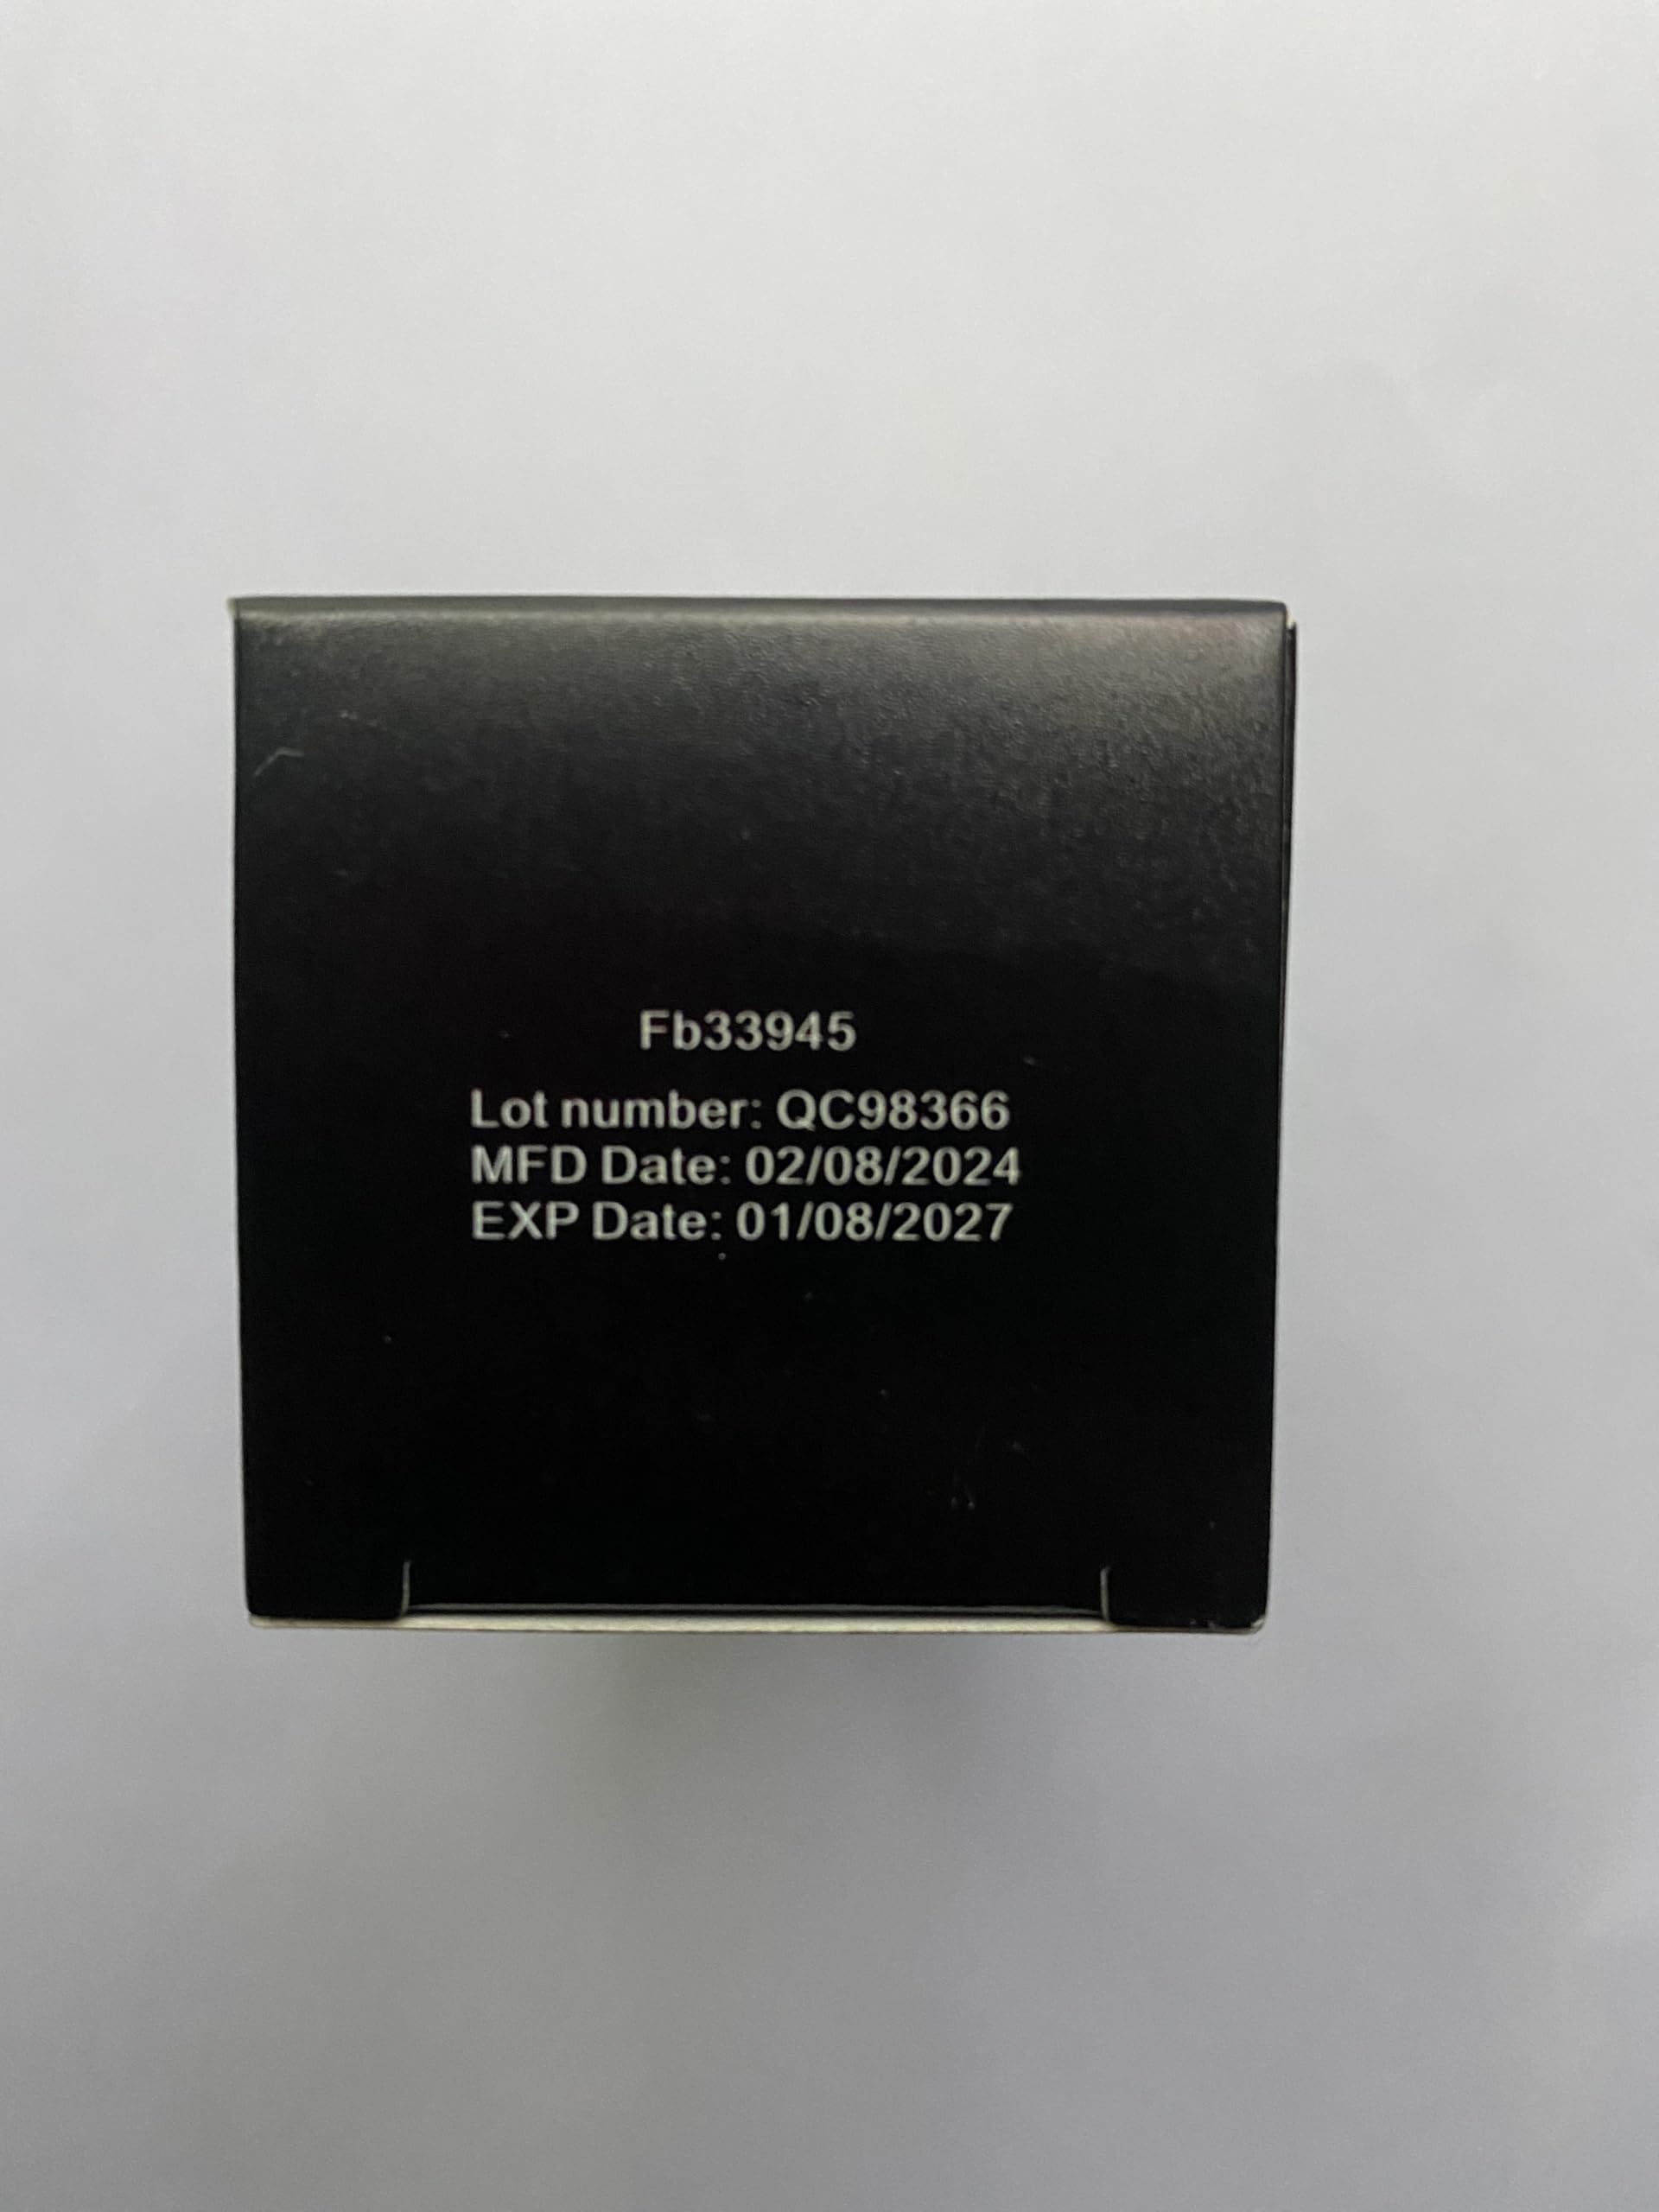 Fb33945
Lot number: QC98366
MFD Date: 02/08/2024
EXP Date: 01/08/2027